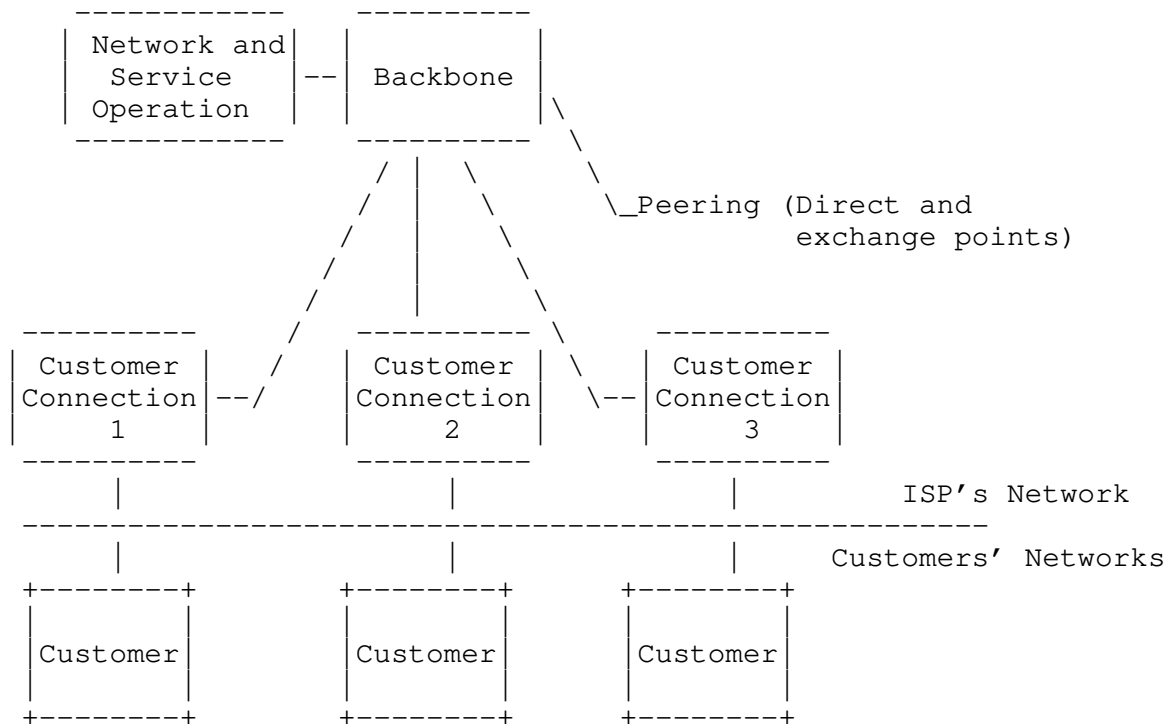 Network and
Service
Operation
Backbone
Peering (Direct and
exchange points)
Customer
Connection
1
Customer
Connection
2
Customer
Connection
3
ISP's Network
Customers' Networks
Customer
Customer
Customer